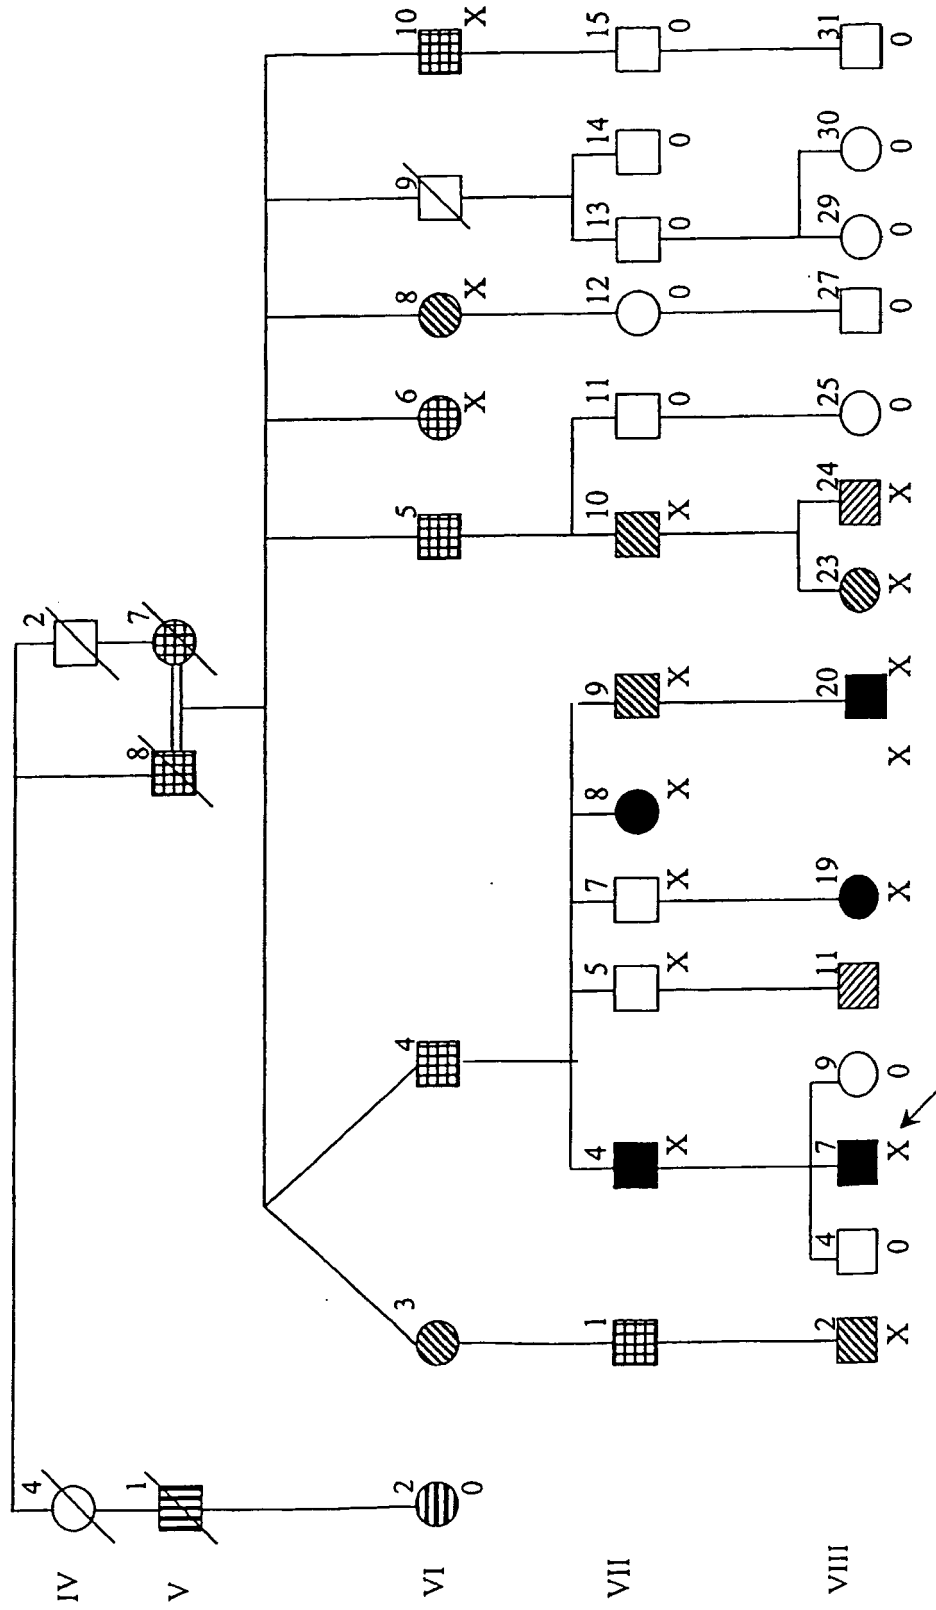 4 2
IV
1 8 7
V
2 3 4 5 6 8 9 10
VI
0 X X X
1 4 5 7 8 9 10 11 12 13 14 15
VII
X X X X X X 0 0 0 0 0
2 4 7 9 11 19 20 23 24 25 27 29 30 31
VIII
X 0 X 0 X X X X X 0 0 0 0 0